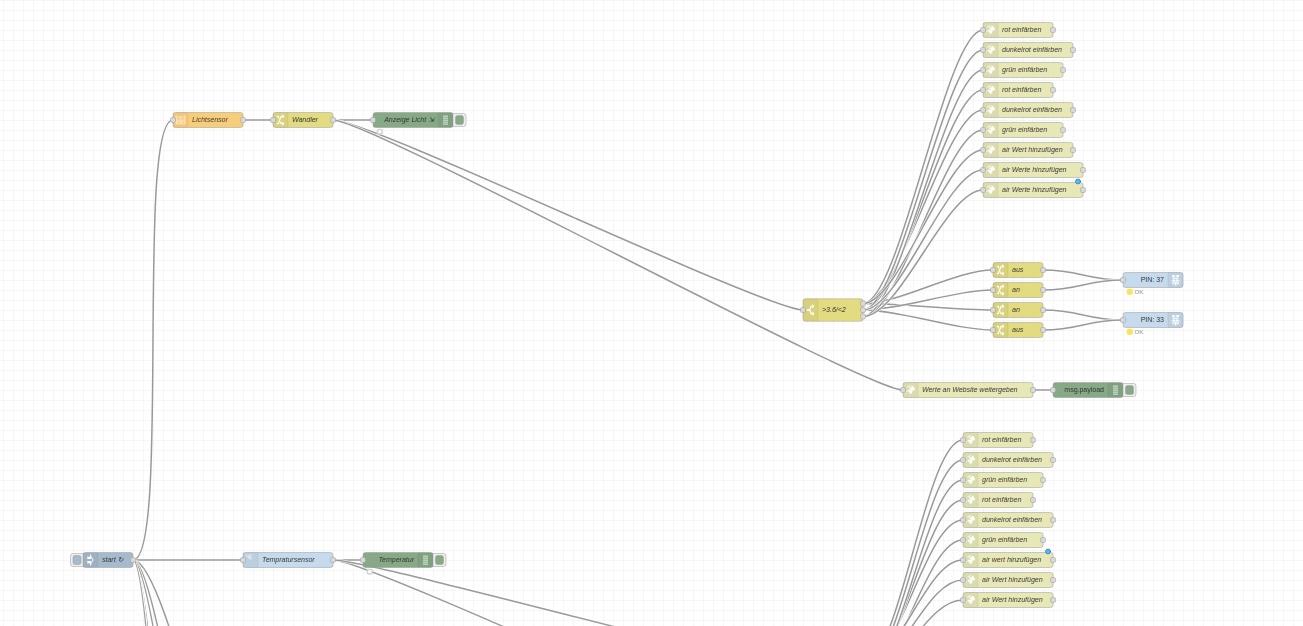 rot einfärben
dunkelrot einfärben
grün einfärben
rot einfärben
dunkelrot einfärben
grün einfärben
air Wert hinzufügen
air Werte hinzufügen
air Werte hinzufügen
Lichtsensor
Wandler
Anzeige Licht
aus
an
an
aus
PIN: 37
OK
PIN: 33
OK
>3.6/<2
Werte an Website weitergeben
msg.payload
rot einfärben
dunkelrot einfärben
grün einfärben
rot einfärben
dunkelrot einfärben
grün einfärben
air wert hinzufügen
air Wert hinzufügen
air Wert hinzufügen
start ↻
Tempratursensor
Temperatur